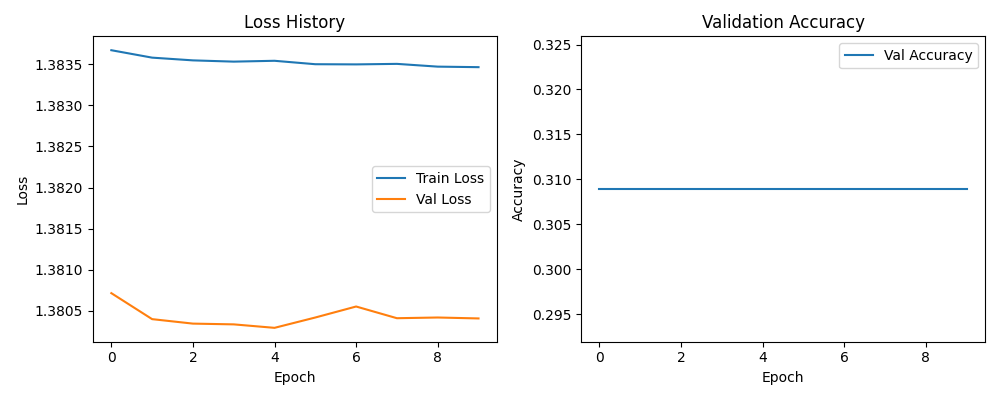 Loss History
1.3835
1.3830
1.3825
1.3820
1.3815
1.3810
1.3805
Loss
0
2
4
6
8
Epoch
Train Loss
Val Loss
Validation Accuracy
0.325
0.320
0.315
0.310
0.305
0.300
0.295
Accuracy
0
2
4
6
8
Epoch
Val Accuracy